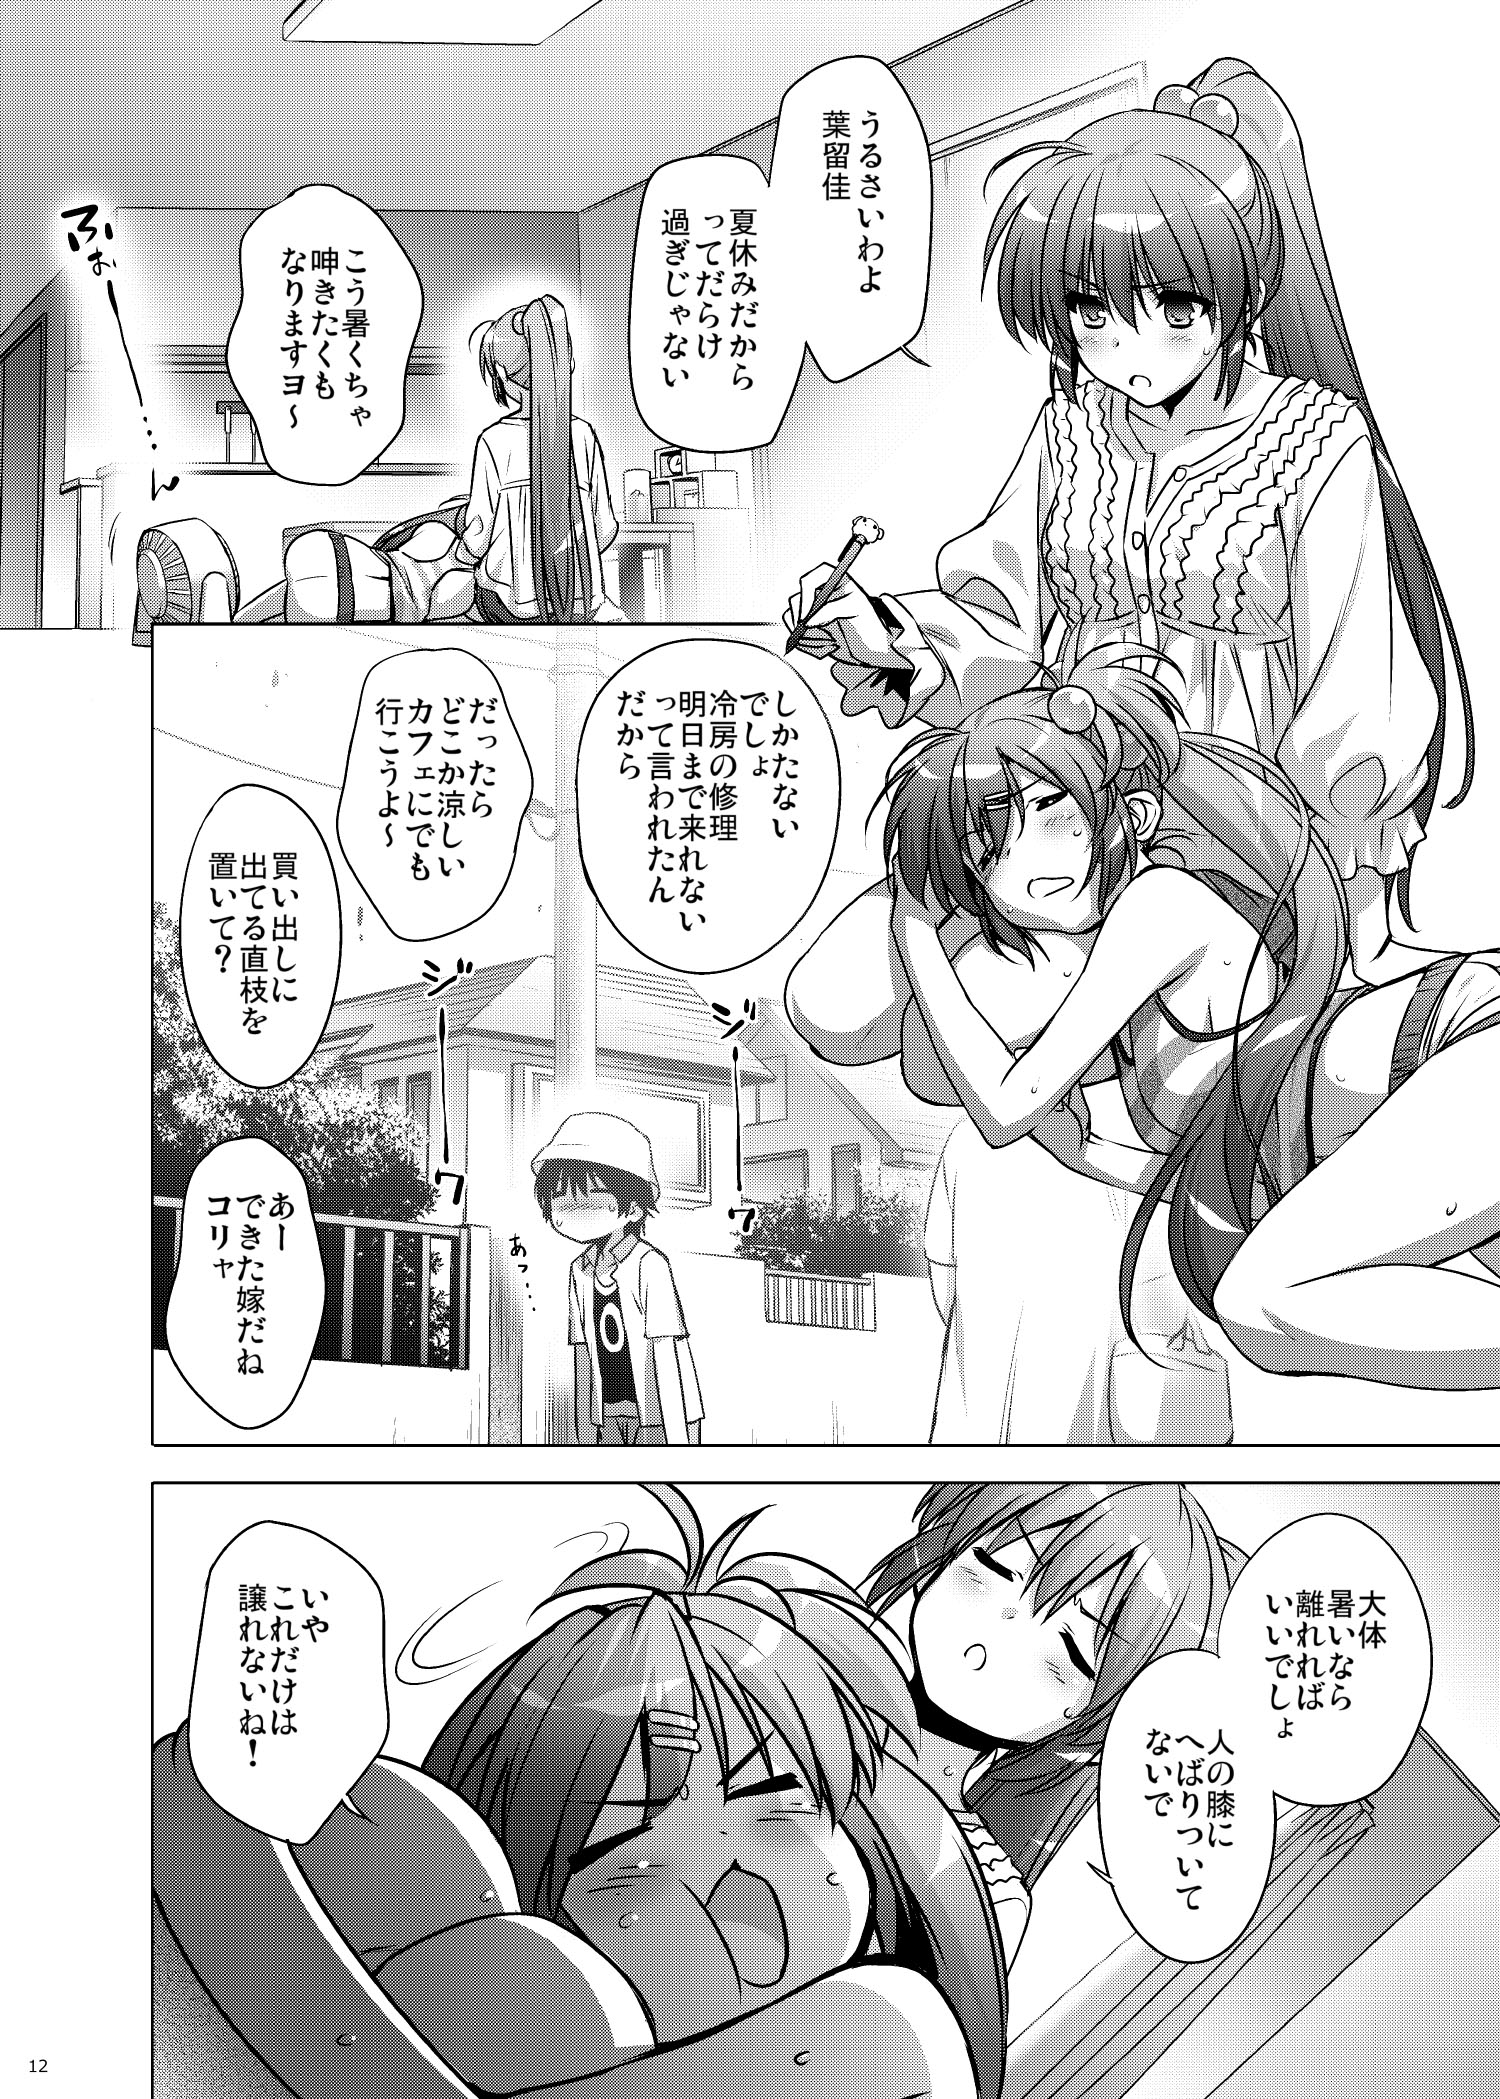 うるさいわよ
葉留佳
夏休みだから
ってだらけ
過ぎじゃない
こう暑くちゃ
呻きたくも
なりますヨ～
ふぉー……ん
しかたない
でしょ
冷房の修理
明日まで来れない
って言われたん
だから
だったら
どこか涼しい
カフェにでも
行こうよ～
買い出しに
出てる直枝を
置いて？
ジーワ
ジーワ
あっ…
あー
できた嫁だね
コリャ
大体
暑いなら
離れれば
いいでしょ
人の膝に
へばりついて
ないで
いや
これだけは
譲れないね！
12